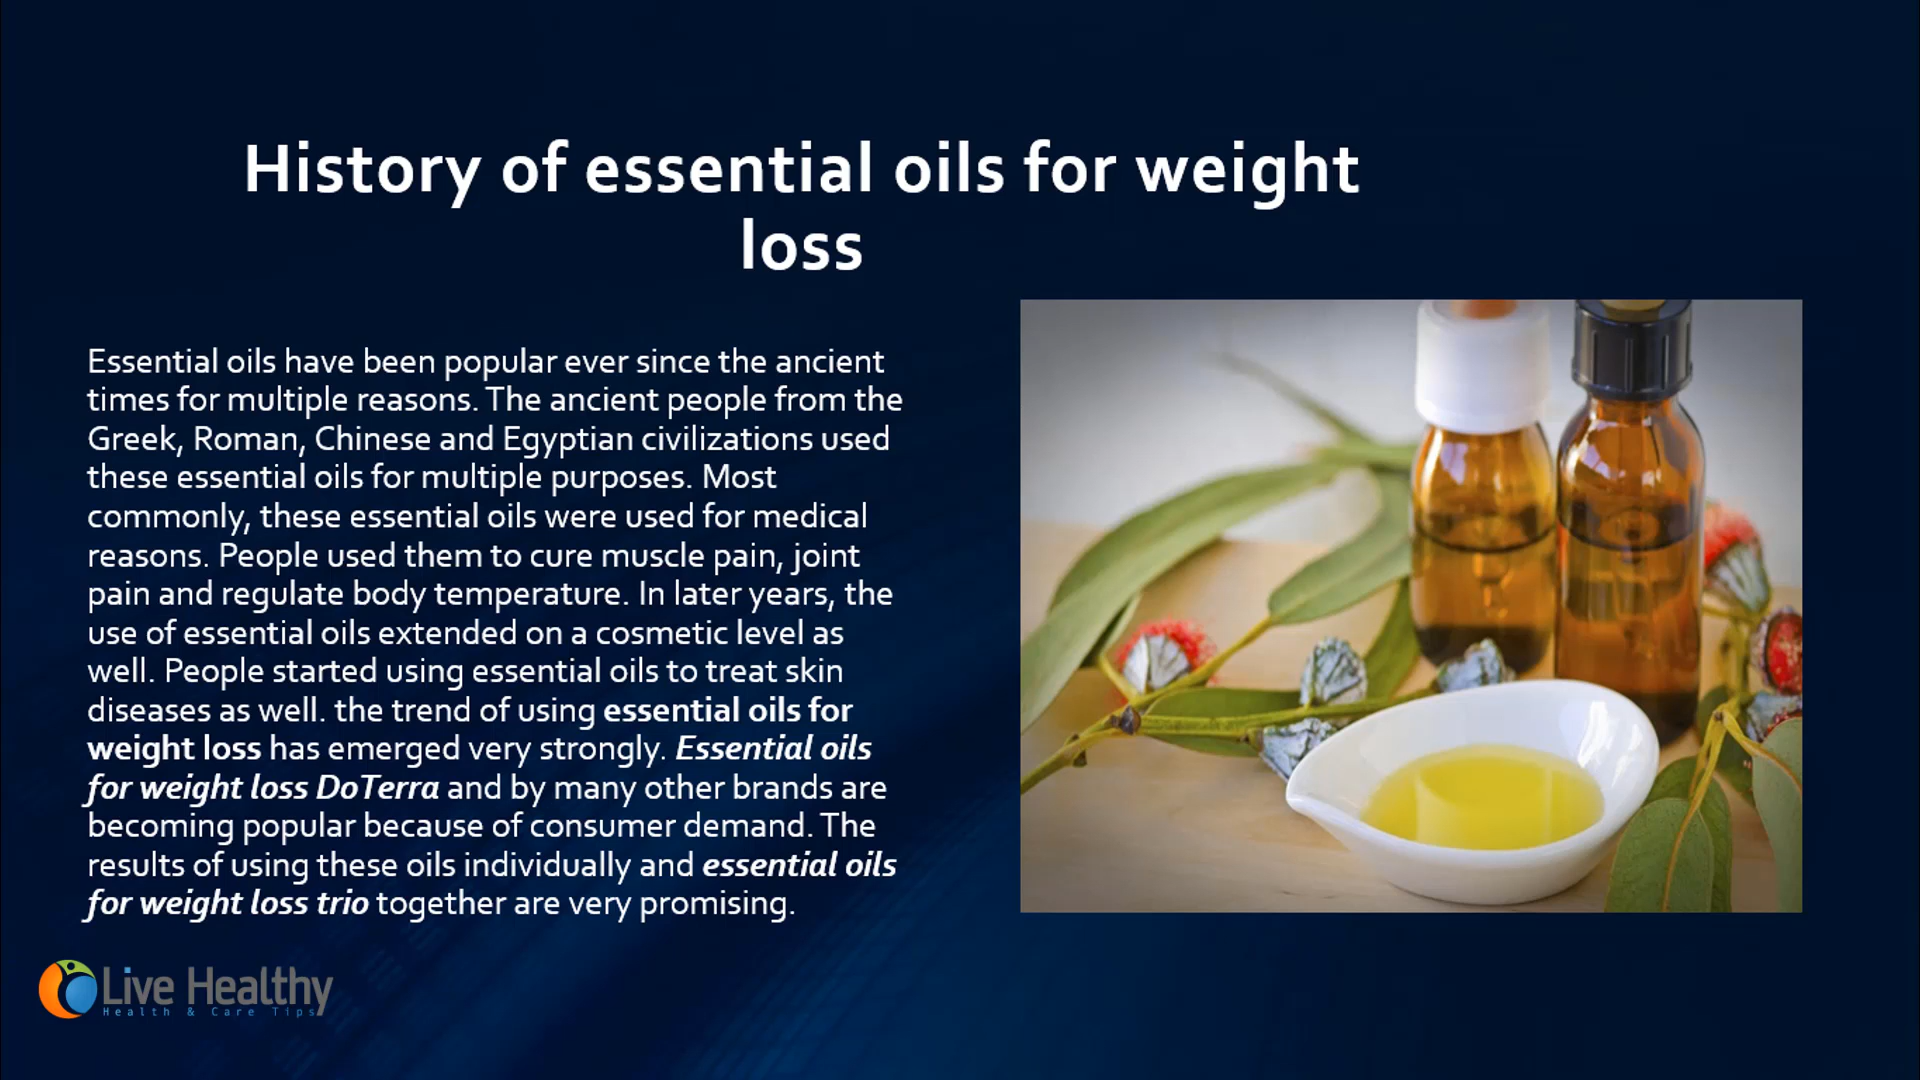 History of essential oils for weight
loss
Essential oils have been popular ever since the ancient
times for multiple reasons. The ancient people from the
Greek, Roman, Chinese and Egyptian civilizations used
these essential oils for multiple purposes. Most
commonly, these essential oils were used for medical
reasons. People used them to cure muscle pain, joint
pain and regulate body temperature. In later years, the
use of essential oils extended on a cosmetic level as
well. People started using essential oils to treat skin
diseases as well. the trend of using essential oils for
weight loss has emerged very strongly. Essential oils
for weight loss DoTerra and by many other brands are
becoming popular because of consumer demand. The
results of using these oils individually and essential oils
for weight loss trio together are very promising.
Live Healthy
Health & Care Tips